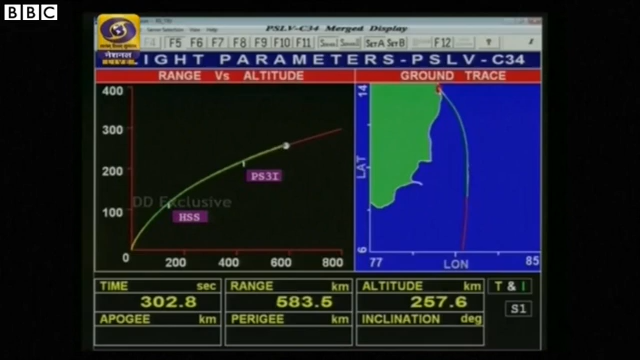 BBC
PSLV-C34 Merged Display
F5 F6 F7 F8 F9 F10 F11 SET A SET B F12
LIVE
IGHT PARAMETERS-PSLV-C34
RANGE Vs ALTITUDE
GROUND TRACE
400
300
200
100
0
200 400 600 800
PS3I
HSS
DD Exclusive
14
LAT
6
77 LON 85
TIME sec
302.8
RANGE km
583.5
ALTITUDE km
257.6
T & I
S1
APOGEE km
PERIGEE km
INCLINATION deg